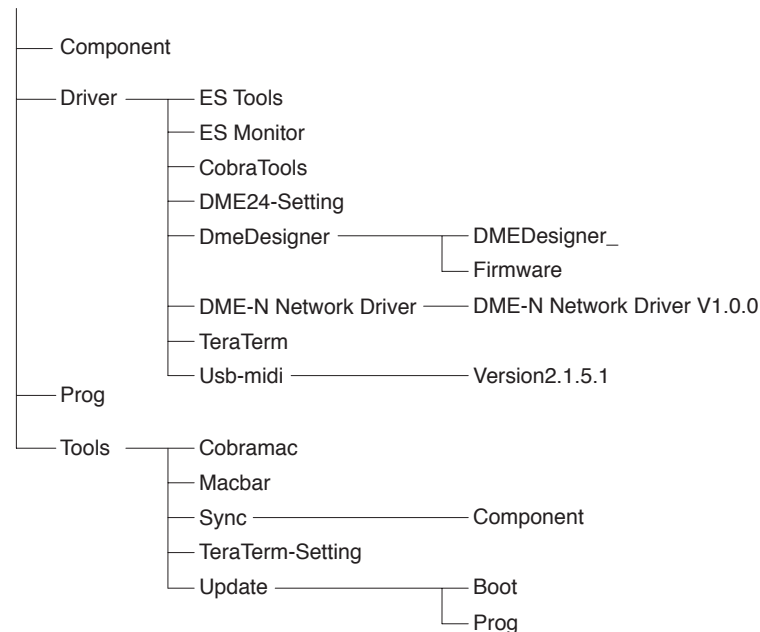 Component
Driver ES Tools
ES Monitor
CobraTools
DME24-Setting
DmeDesigner DMEDesigner_
Firmware
DME-N Network Driver DME-N Network Driver V1.0.0
TeraTerm
Usb-midi Version2.1.5.1
Prog
Tools Cobramac
Macbar
Sync Component
TeraTerm-Setting
Update Boot
Prog